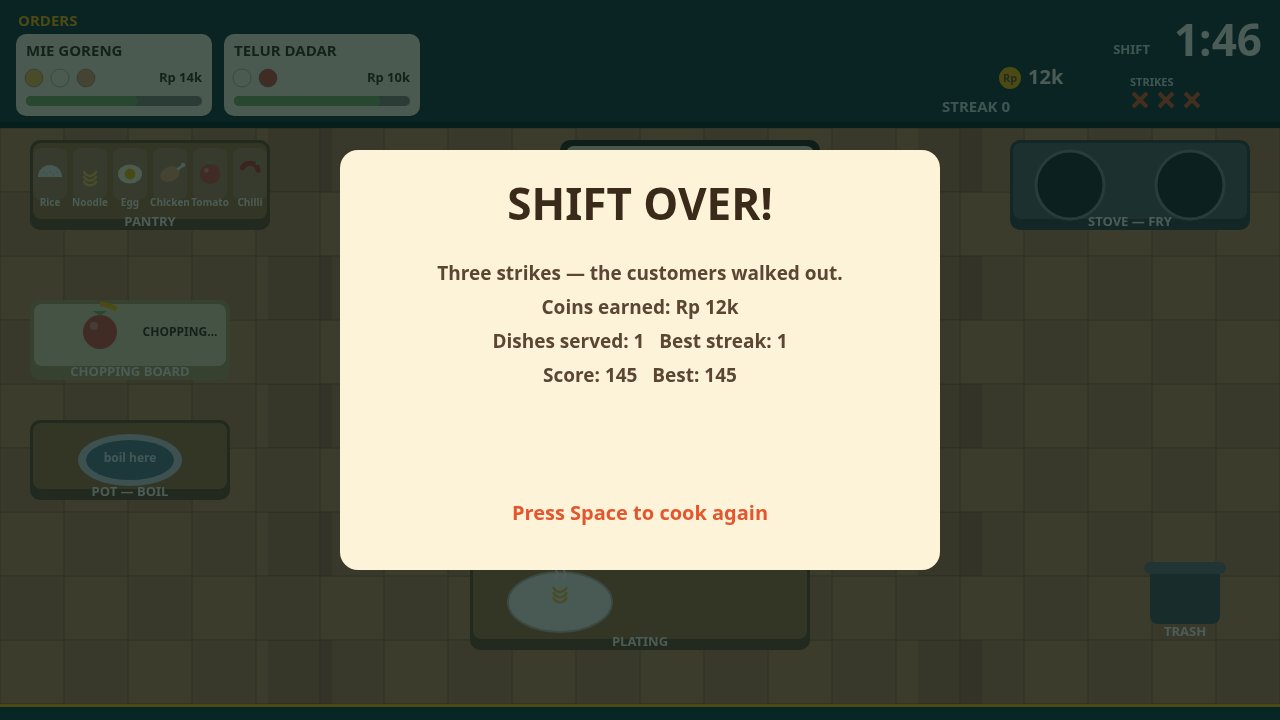 ORDERS
MIE GORENG
Rp 14k
TELUR DADAR
Rp 10k
SHIFT 1:46
Rp 12k
STREAK 0
STRIKES
Rice Noodle Egg Chicken Tomato Chilli
PANTRY
STOVE — FRY
CHOPPING...
CHOPPING BOARD
boil here
POT — BOIL
SHIFT OVER!
Three strikes — the customers walked out.
Coins earned: Rp 12k
Dishes served: 1 Best streak: 1
Score: 145 Best: 145
Press Space to cook again
PLATING
TRASH